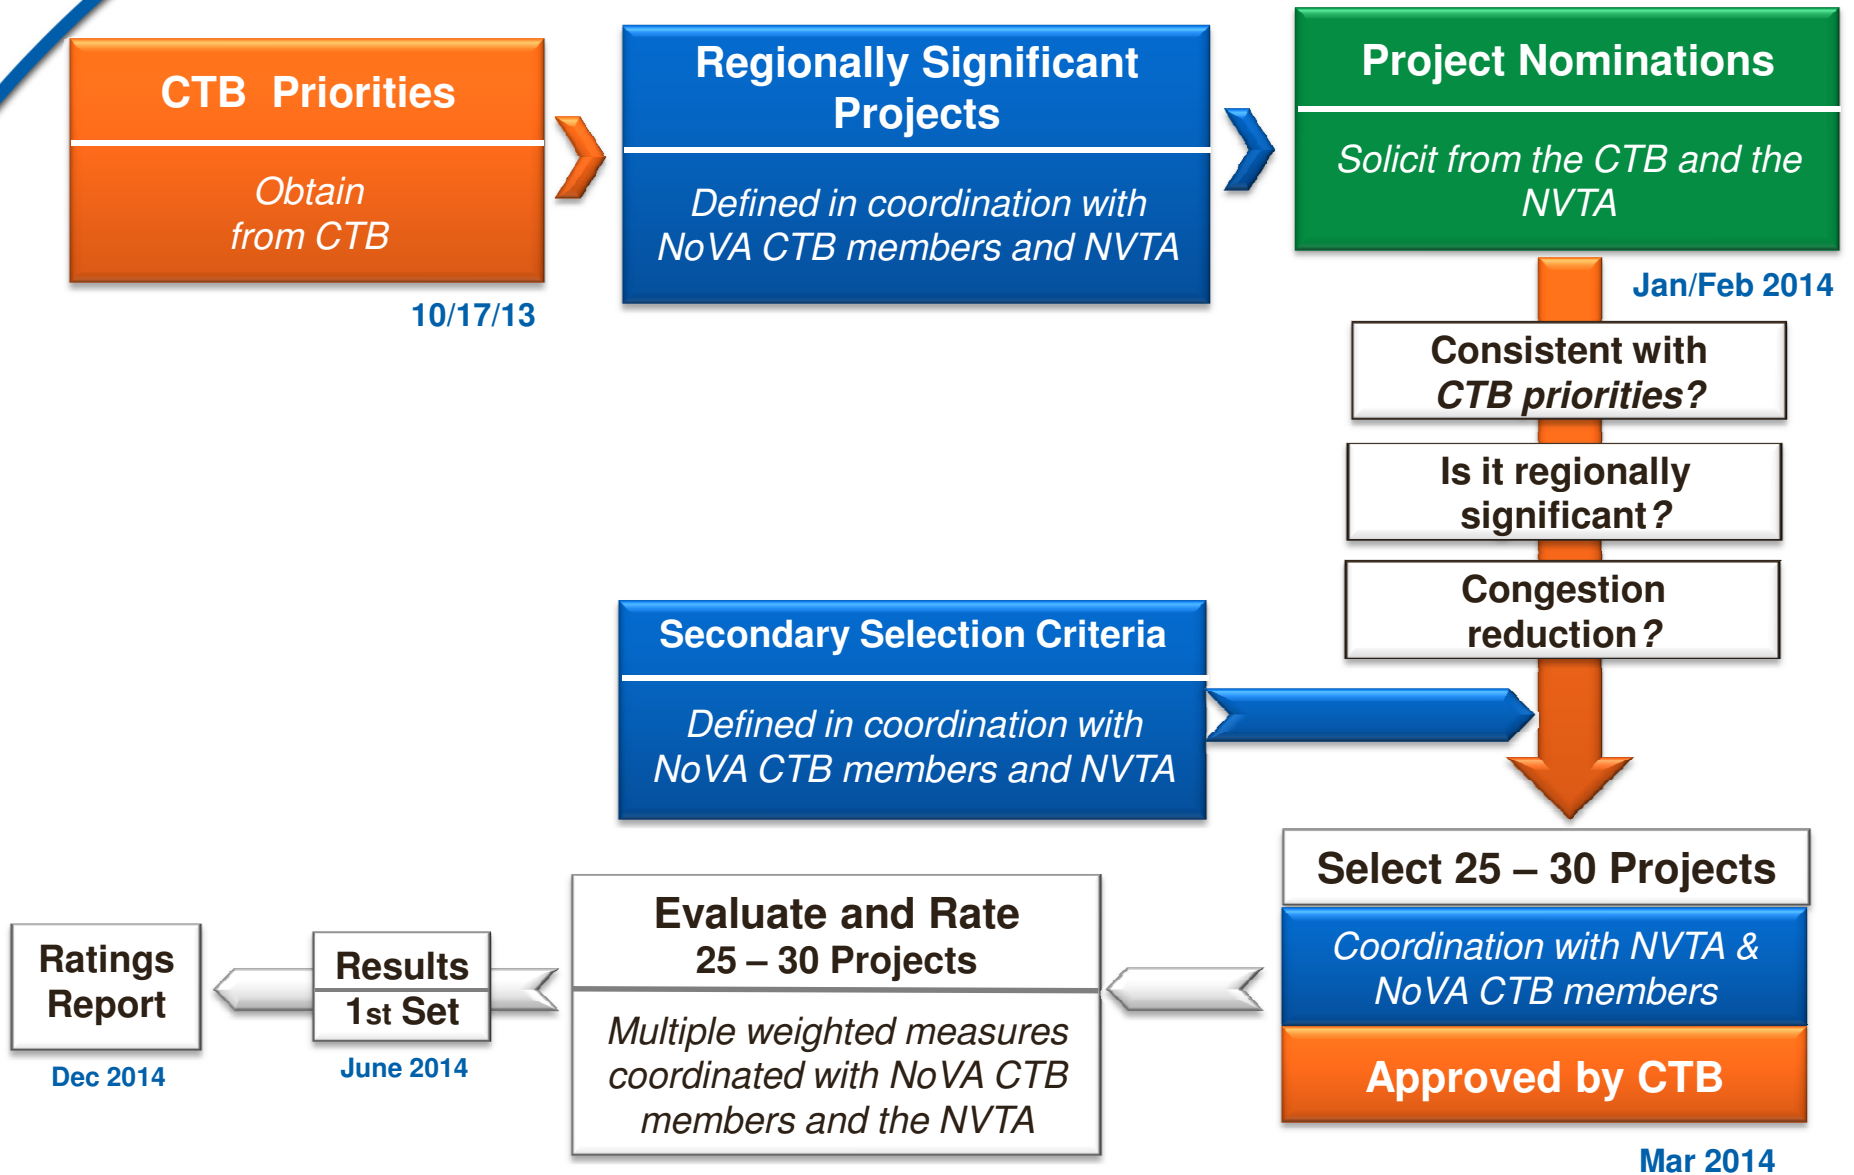 CTB Priorities
Obtain
from CTB
10/17/13
Regionally Significant
Projects
Defined in coordination with
NoVA CTB members and NVTA
Project Nominations
Solicit from the CTB and the
NVTA
Jan/Feb 2014
Consistent with
CTB priorities?
Is it regionally
significant?
Congestion
reduction?
Secondary Selection Criteria
Defined in coordination with
NoVA CTB members and NVTA
Select 25 – 30 Projects
Coordination with NVTA &
NoVA CTB members
Approved by CTB
Mar 2014
Evaluate and Rate
25 – 30 Projects
Multiple weighted measures
coordinated with NoVA CTB
members and the NVTA
Results
1st Set
June 2014
Ratings
Report
Dec 2014